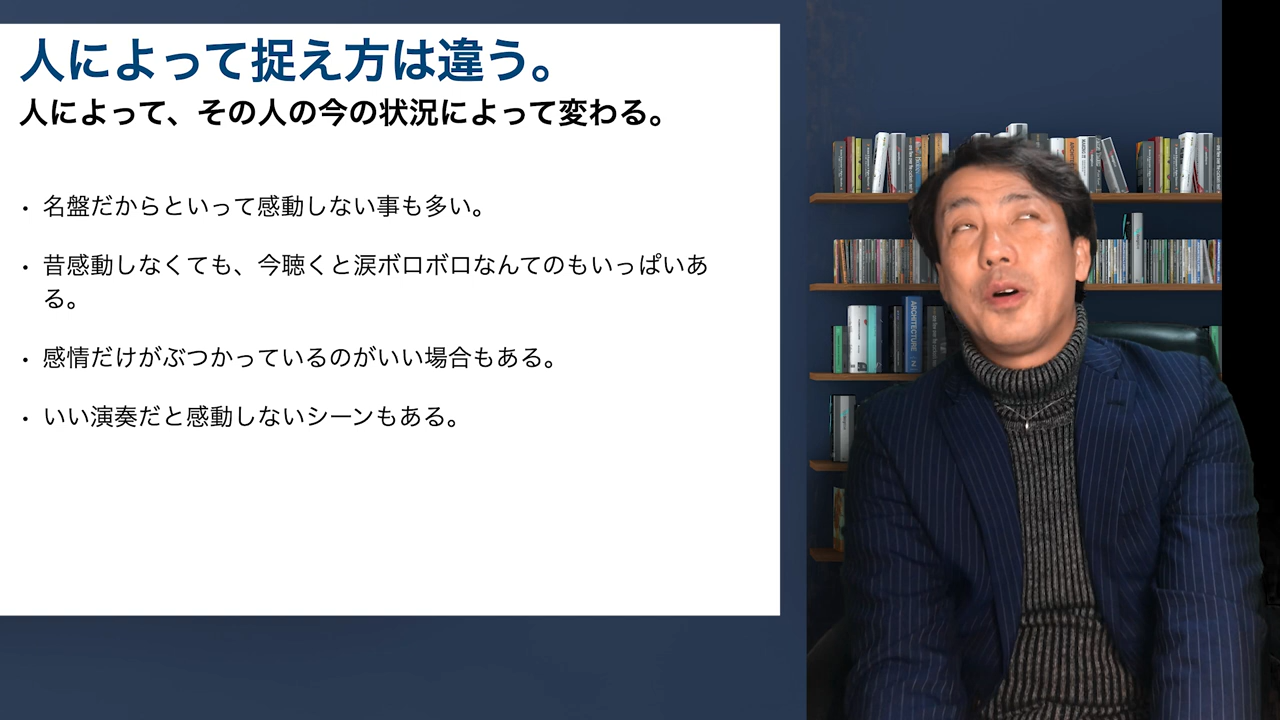 人によって捉え方は違う。
人によって、その人の今の状況によって変わる。
・名盤だからといって感動しない事も多い。
・昔感動しなくても、今聴くと涙ボロボロなんてのもいっぱいあ
る。
・感情だけがぶつかっているのがいい場合もある。
・いい演奏だと感動しないシーンもある。
ARCHITECTURE